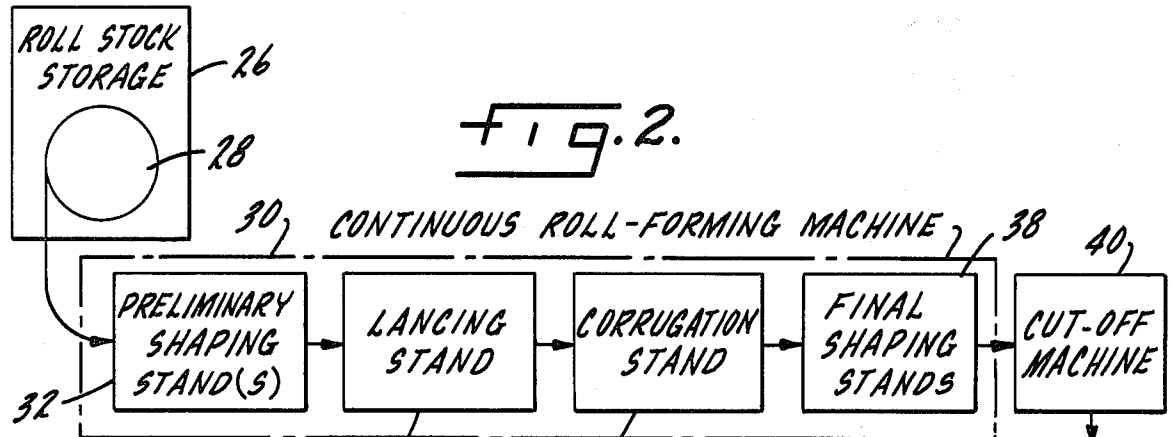 ROLL STOCK
STORAGE
26
28
fig. 2.
30
CONTINUOUS ROLL-FORMING MACHINE
38
40
PRELIMINARY
SHAPING
STAND(S)
32
LANCING
STAND
CORRUGATION
STAND
FINAL
SHAPING
STANDS
CUT-OFF
MACHINE